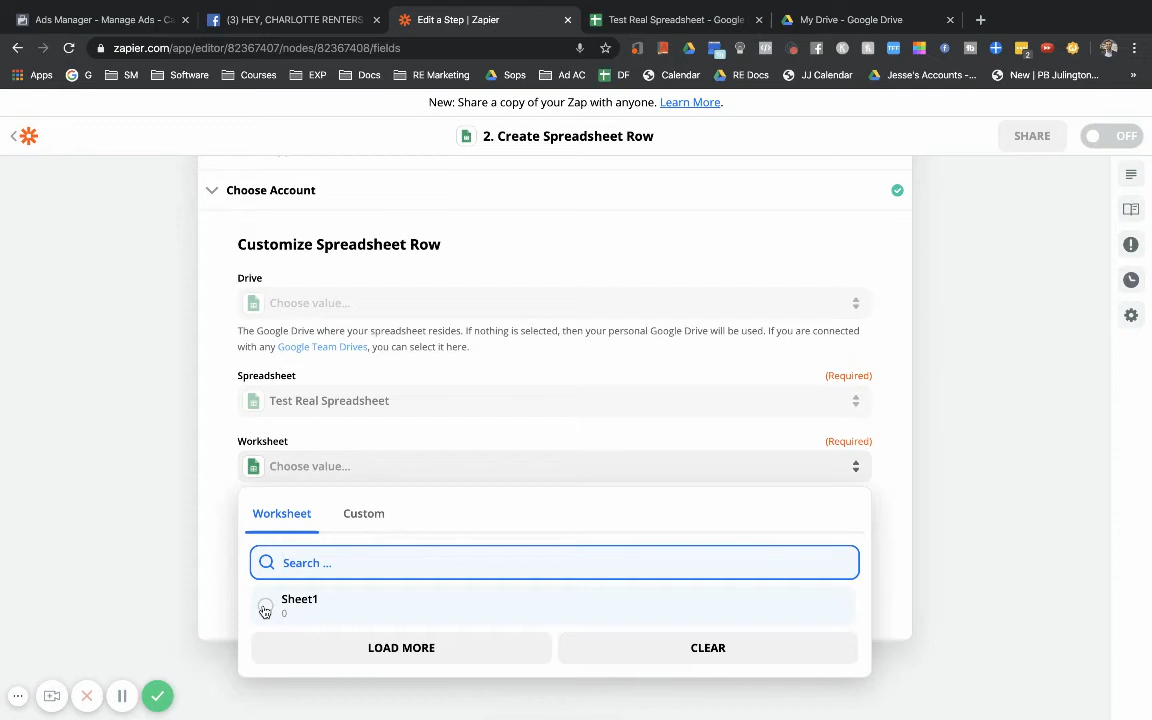 Ads Manager - Manage Ads - Ca
(3) HEY, CHARLOTTE RENTERS
Edit a Step | Zapier
Test Real Spreadsheet - Google
My Drive - Google Drive
zapier.com/app/editor/82367407/nodes/82367408/fields
Apps
G
SM
Software
Courses
EXP
Docs
RE Marketing
Sops
Ad AC
DF
Calendar
RE Docs
JJ Calendar
Jesse's Accounts -...
New | PB Julington...
»
New: Share a copy of your Zap with anyone. Learn More.
2. Create Spreadsheet Row
SHARE
OFF
Choose Account
Customize Spreadsheet Row
Drive
Choose value...
The Google Drive where your spreadsheet resides. If nothing is selected, then your personal Google Drive will be used. If you are connected
with any Google Team Drives, you can select it here.
Spreadsheet
(Required)
Test Real Spreadsheet
Worksheet
(Required)
Choose value...
Worksheet
Custom
Search ...
Sheet1
0
LOAD MORE
CLEAR